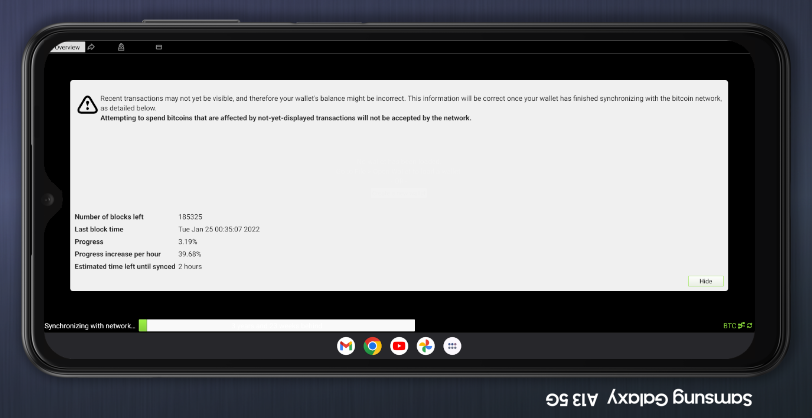 Overview
Recent transactions may not yet be visible, and therefore your wallet's balance might be incorrect. This information will be correct once your wallet has finished synchronizing with the bitcoin network,
as detailed below.
Attempting to spend bitcoins that are affected by not-yet-displayed transactions will not be accepted by the network.
Number of blocks left 185325
Last block time Tue Jan 25 00:35:07 2022
Progress 3.19%
Progress increase per hour 39.68%
Estimated time left until synced 2 hours
Hide
Synchronizing with network...
BTC
Samsung Galaxy A13 5G